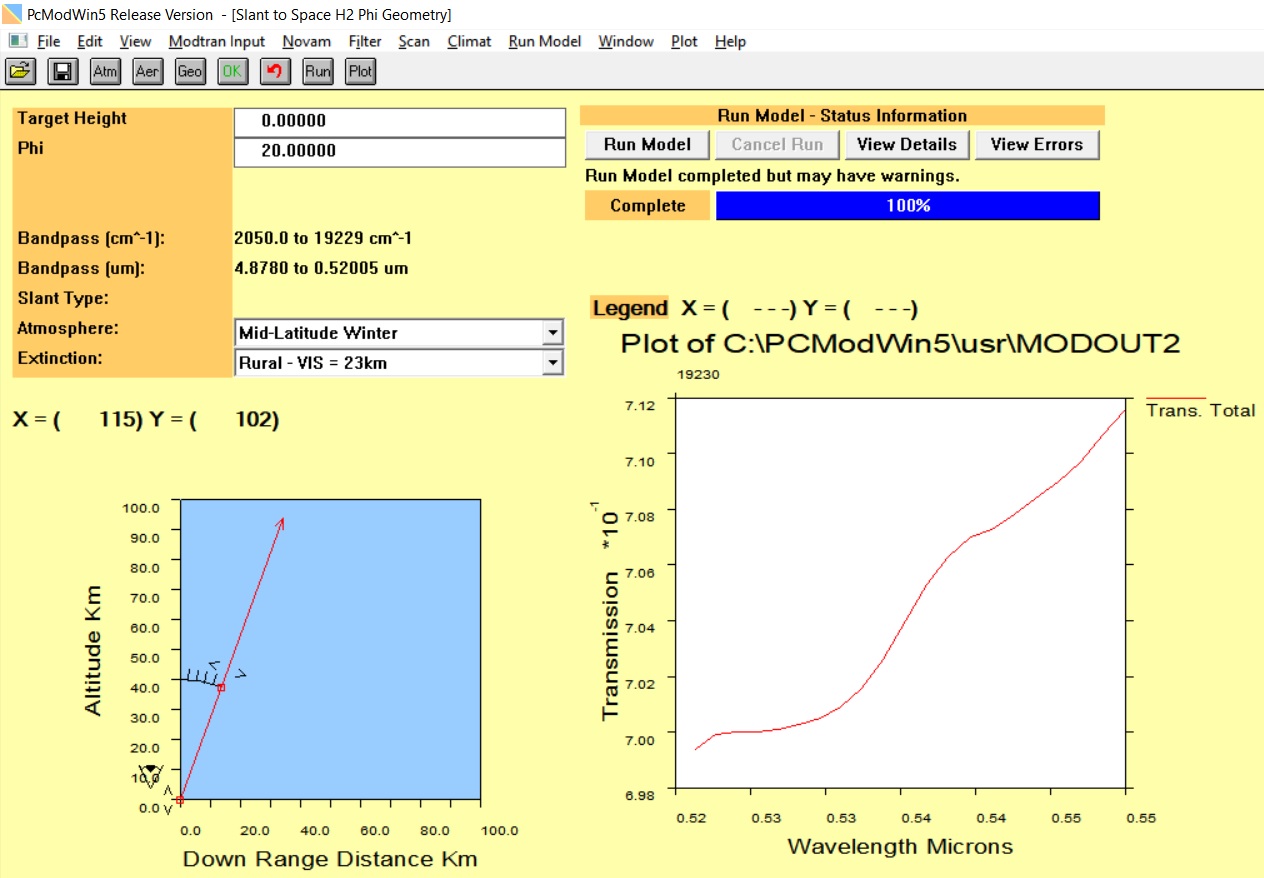 PcModWin5 Release Version - [Slant to Space H2 Phi Geometry]
File Edit View Modtran Input Novam Filter Scan Climat Run Model Window Plot Help
Atm Aer Geo OK Run Plot
Target Height 0.00000
Phi 20.00000
Bandpass (cm^-1): 2050.0 to 19229 cm^-1
Bandpass (um): 4.8780 to 0.52005 um
Slant Type:
Atmosphere: Mid-Latitude Winter
Extinction: Rural - VIS = 23km
X = ( 115) Y = ( 102)
100.0
90.0
80.0
70.0
60.0
50.0
40.0
30.0
20.0
10.0
0.0
Altitude Km
0.0 20.0 40.0 60.0 80.0 100.0
Down Range Distance Km
Run Model - Status Information
Run Model Cancel Run View Details View Errors
Run Model completed but may have warnings.
Complete 100%
Legend X = ( - - -) Y = ( - - -)
Plot of C:\PCModWin5\usr\MODOUT2
19230
7.12
7.10
7.08
7.06
7.04
7.02
7.00
6.98
Transmission *10^-1
Trans. Total
0.52 0.53 0.53 0.54 0.54 0.55 0.55
Wavelength Microns